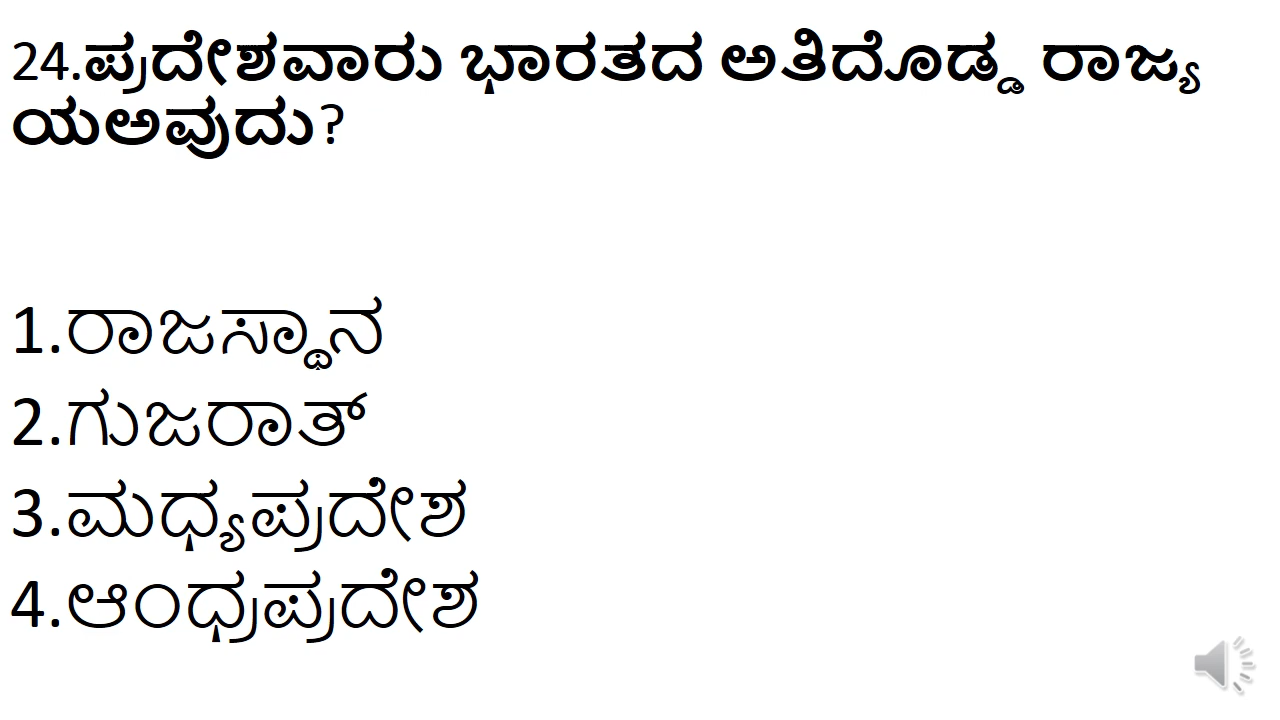 24.ಪ್ರದೇಶವಾರು ಭಾರತದ ಅತಿದೊಡ್ಡ ರಾಜ್ಯ
ಯಅವುದು?
1.ರಾಜಸ್ಥಾನ
2.ಗುಜರಾತ್
3.ಮಧ್ಯಪ್ರದೇಶ
4.ಆಂಧ್ರಪ್ರದೇಶ